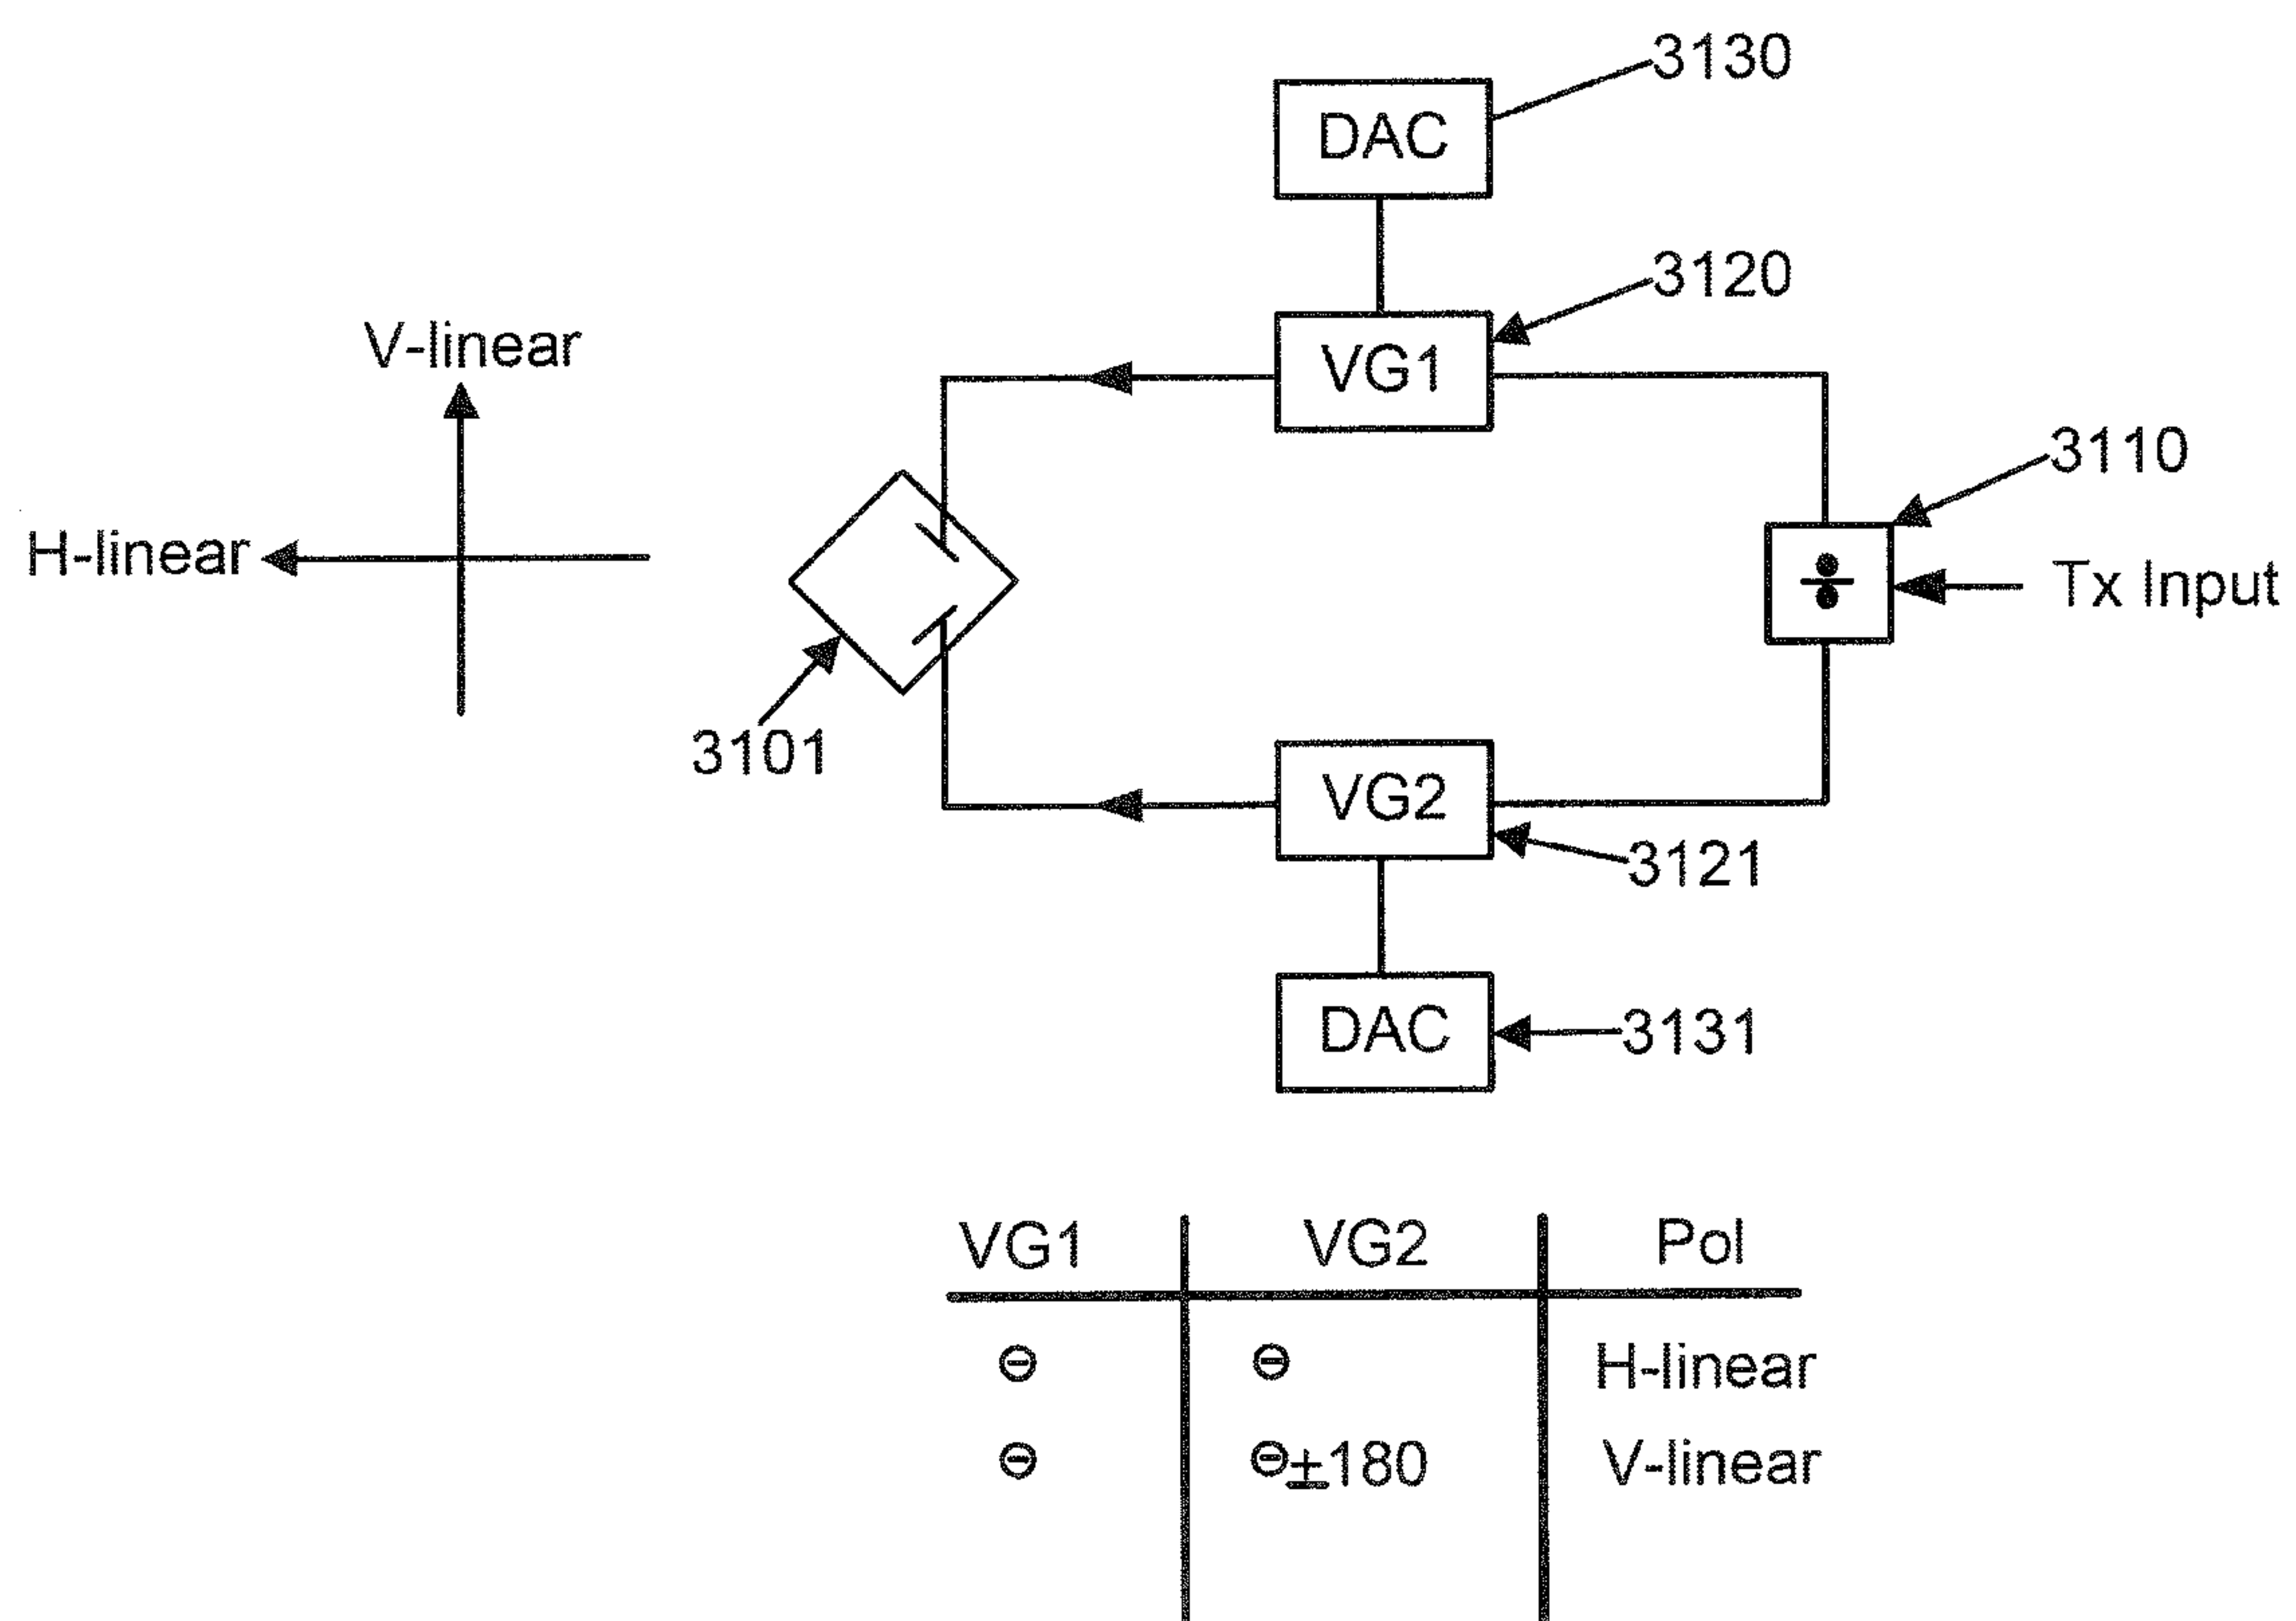 3130
DAC
3120
VG1
V-linear
3110
H-linear
÷
Tx Input
3101
VG2
3121
DAC
3131
VG1 VG2 Pol
⊖ ⊖ H-linear
⊖ ⊖±180 V-linear